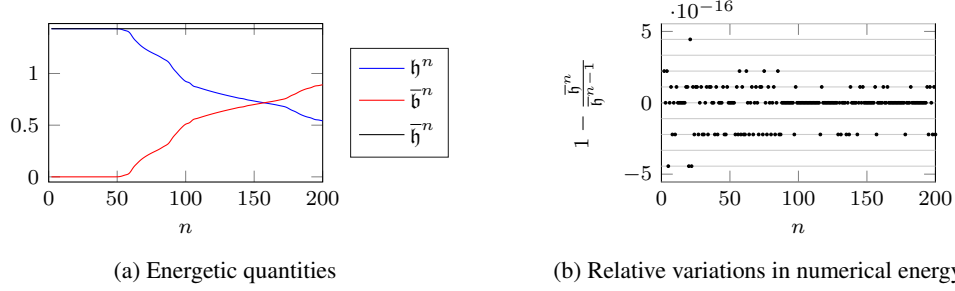 1
0.5
0
0 50 100 150 200
n
𝔥ⁿ
𝔟̅ⁿ
𝔥̅ⁿ
(a) Energetic quantities
·10−16
5
0
−5
1 − 𝔥̅ⁿ / 𝔥̅ⁿ⁻¹
0 50 100 150 200
n
(b) Relative variations in numerical energy